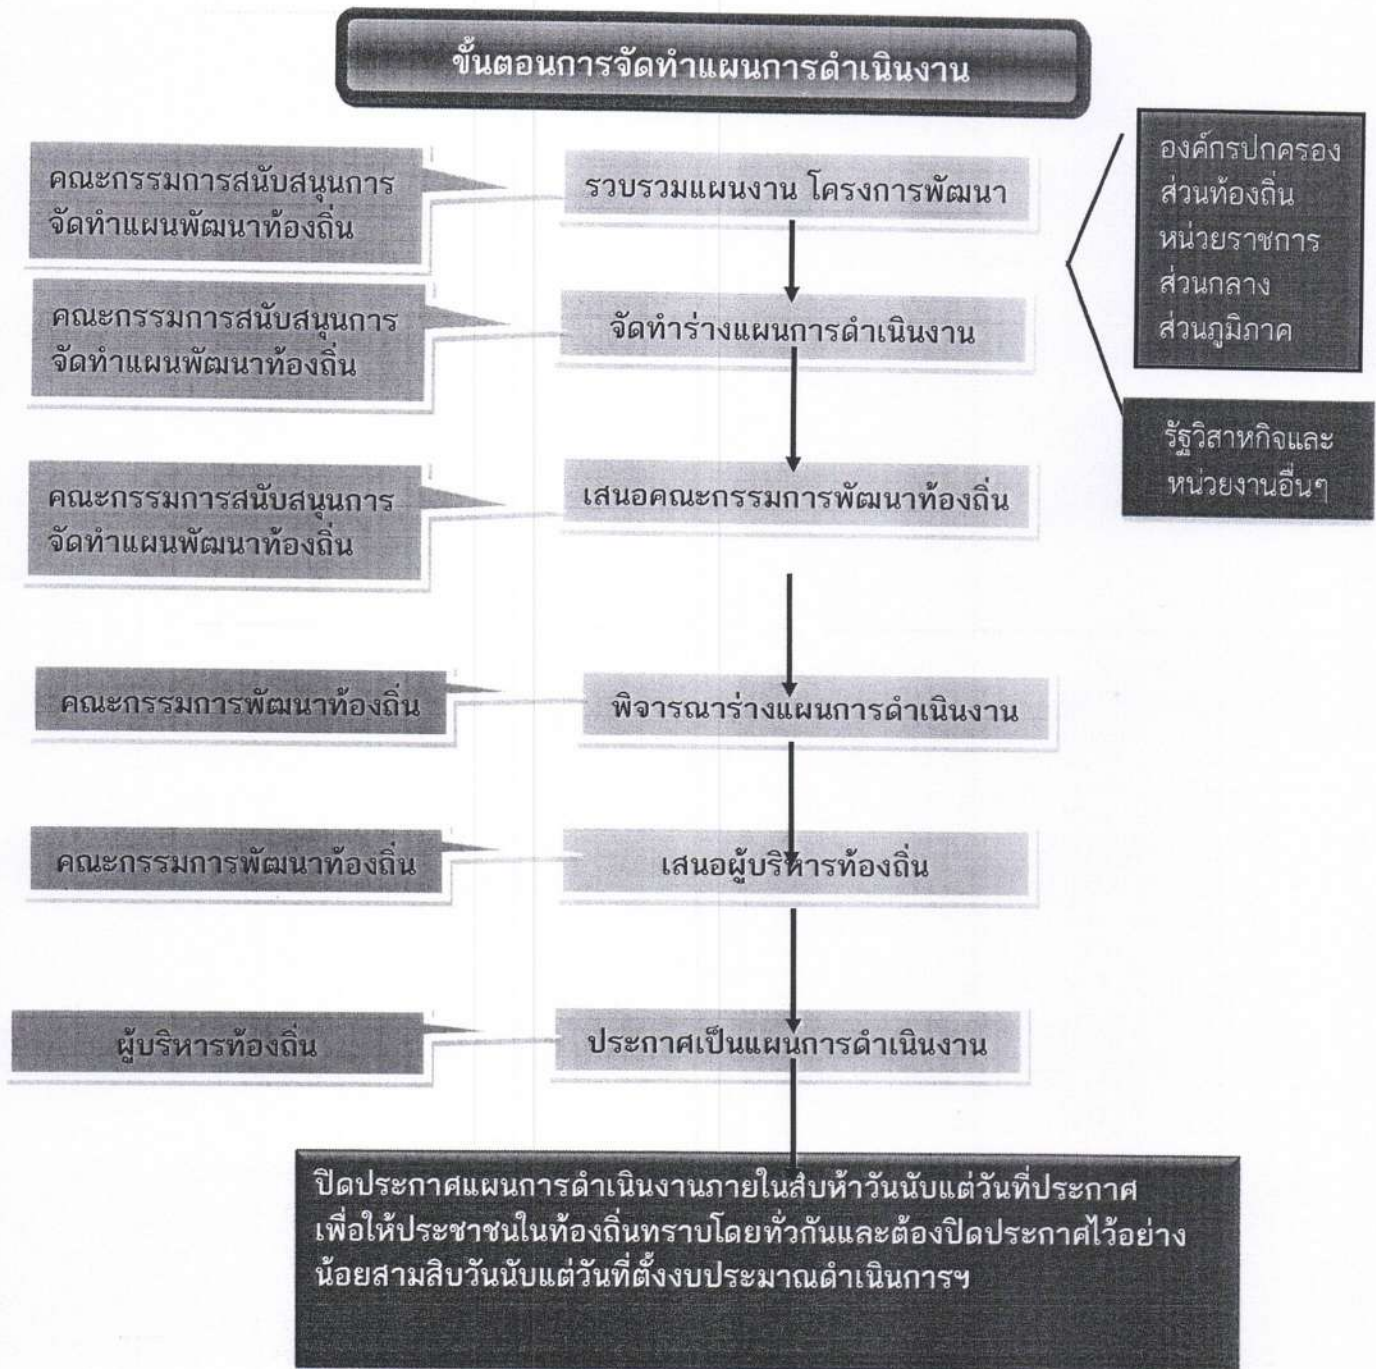 ขั้นตอนการจัดทำแผนการดำเนินงาน
คณะกรรมการสนับสนุนการ
จัดทำแผนพัฒนาท้องถิ่น
รวบรวมแผนงาน โครงการพัฒนา
องค์กรปกครอง
ส่วนท้องถิ่น
หน่วยราชการ
ส่วนกลาง
ส่วนภูมิภาค
รัฐวิสาหกิจและ
หน่วยงานอื่นๆ
คณะกรรมการสนับสนุนการ
จัดทำแผนพัฒนาท้องถิ่น
จัดทำร่างแผนการดำเนินงาน
คณะกรรมการสนับสนุนการ
จัดทำแผนพัฒนาท้องถิ่น
เสนอคณะกรรมการพัฒนาท้องถิ่น
คณะกรรมการพัฒนาท้องถิ่น
พิจารณาร่างแผนการดำเนินงาน
คณะกรรมการพัฒนาท้องถิ่น
เสนอผู้บริหารท้องถิ่น
ผู้บริหารท้องถิ่น
ประกาศเป็นแผนการดำเนินงาน
ปิดประกาศแผนการดำเนินงานภายในสิบห้าวันนับแต่วันที่ประกาศ
เพื่อให้ประชาชนในท้องถิ่นทราบโดยทั่วกันและต้องปิดประกาศไว้อย่าง
น้อยสามสิบวันนับแต่วันที่ตั้งงบประมาณดำเนินการฯ